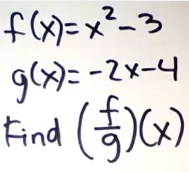 f(x)=x²-3
g(x)=-2x-4
Find (f/g)(x)